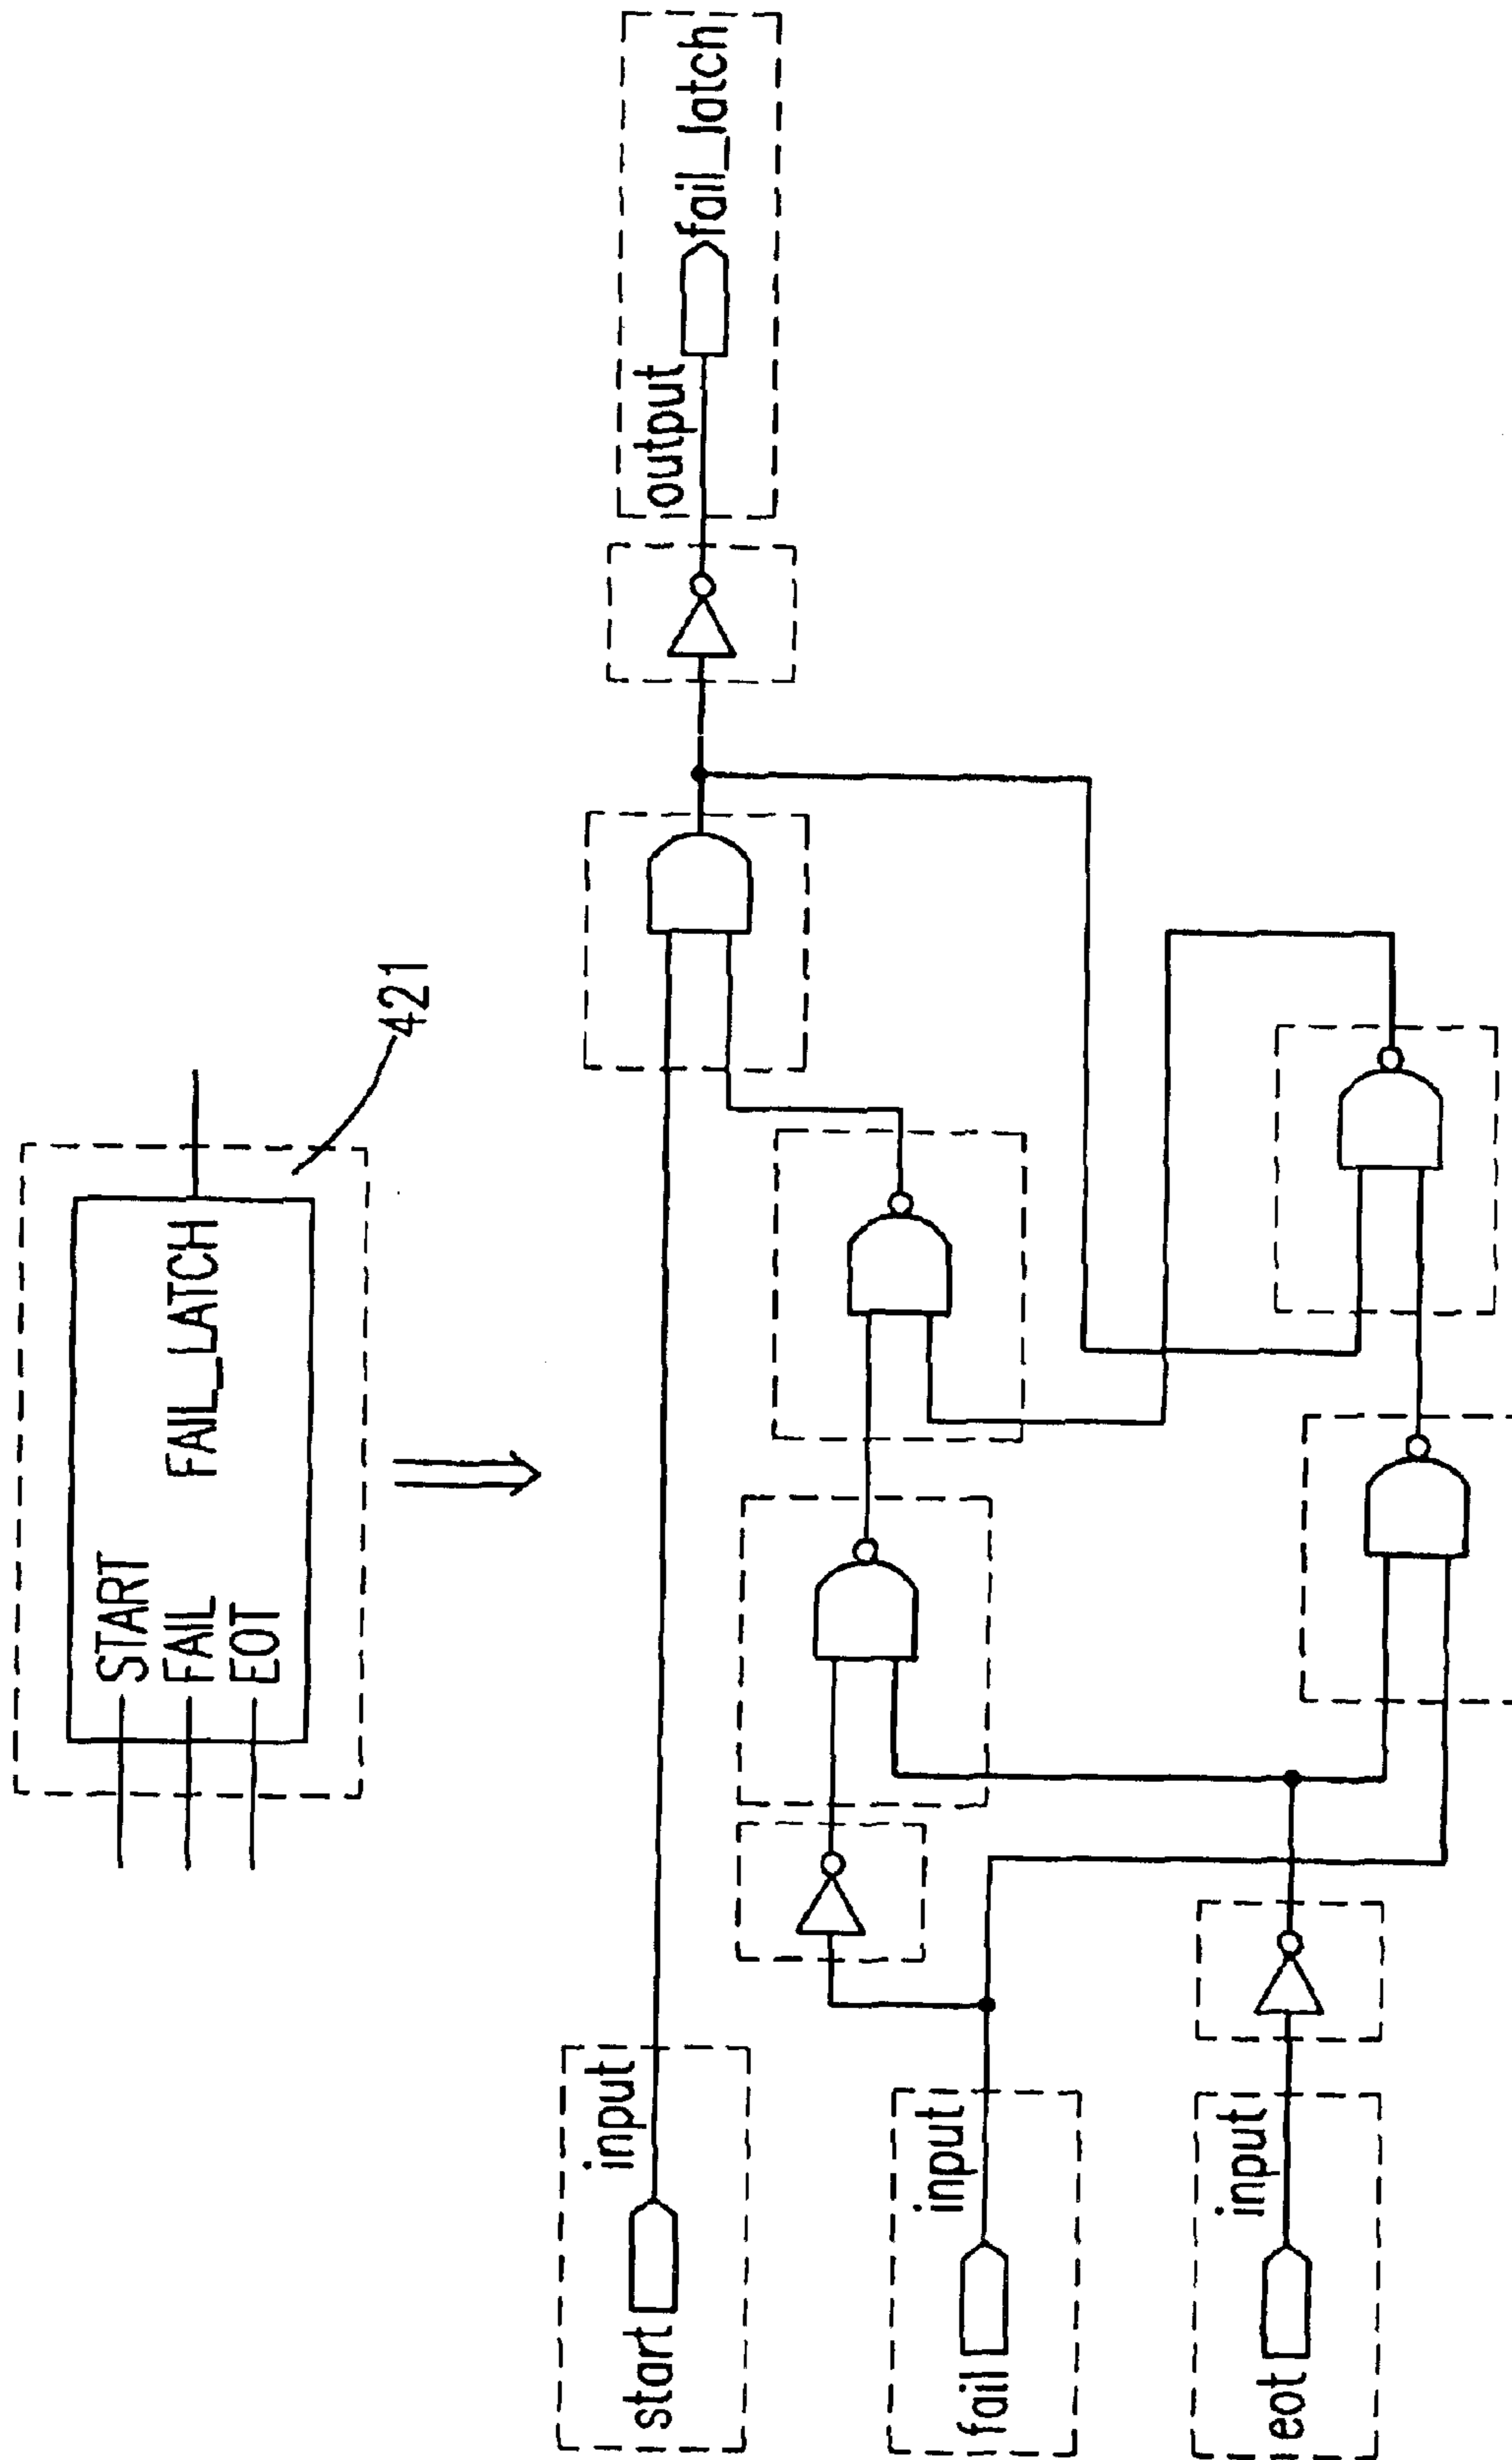 START
FAIL
EOT
FAIL_LATCH
421
start
input
fail
input
eot
input
output
fail_latch